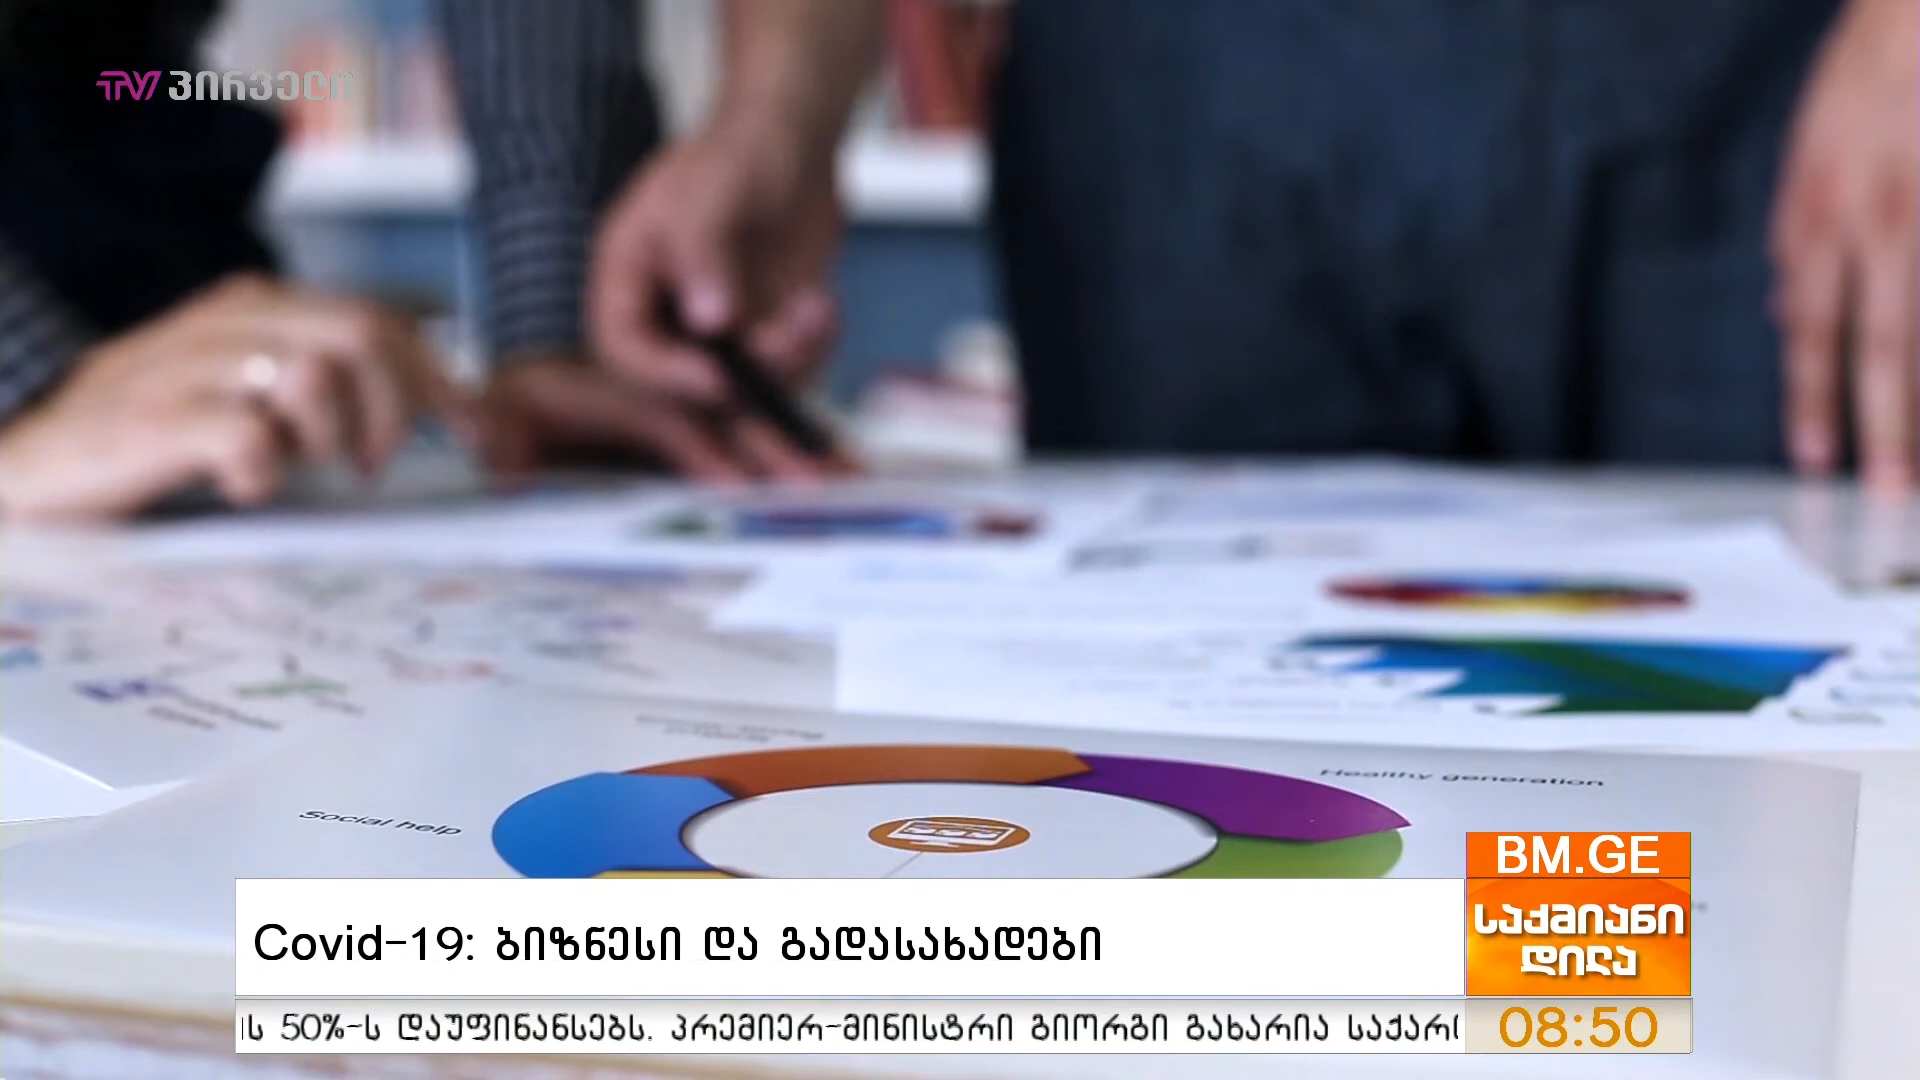 TV პირველი
Healthy generation
Social help
BM.GE
საქმიანი
დილა
Covid-19: ბიზნესი და გადასახადები
ს 50%-ს დაუფინანსებს. პრემიერ-მინისტრი გიორგი გახარია საქარ
08:50